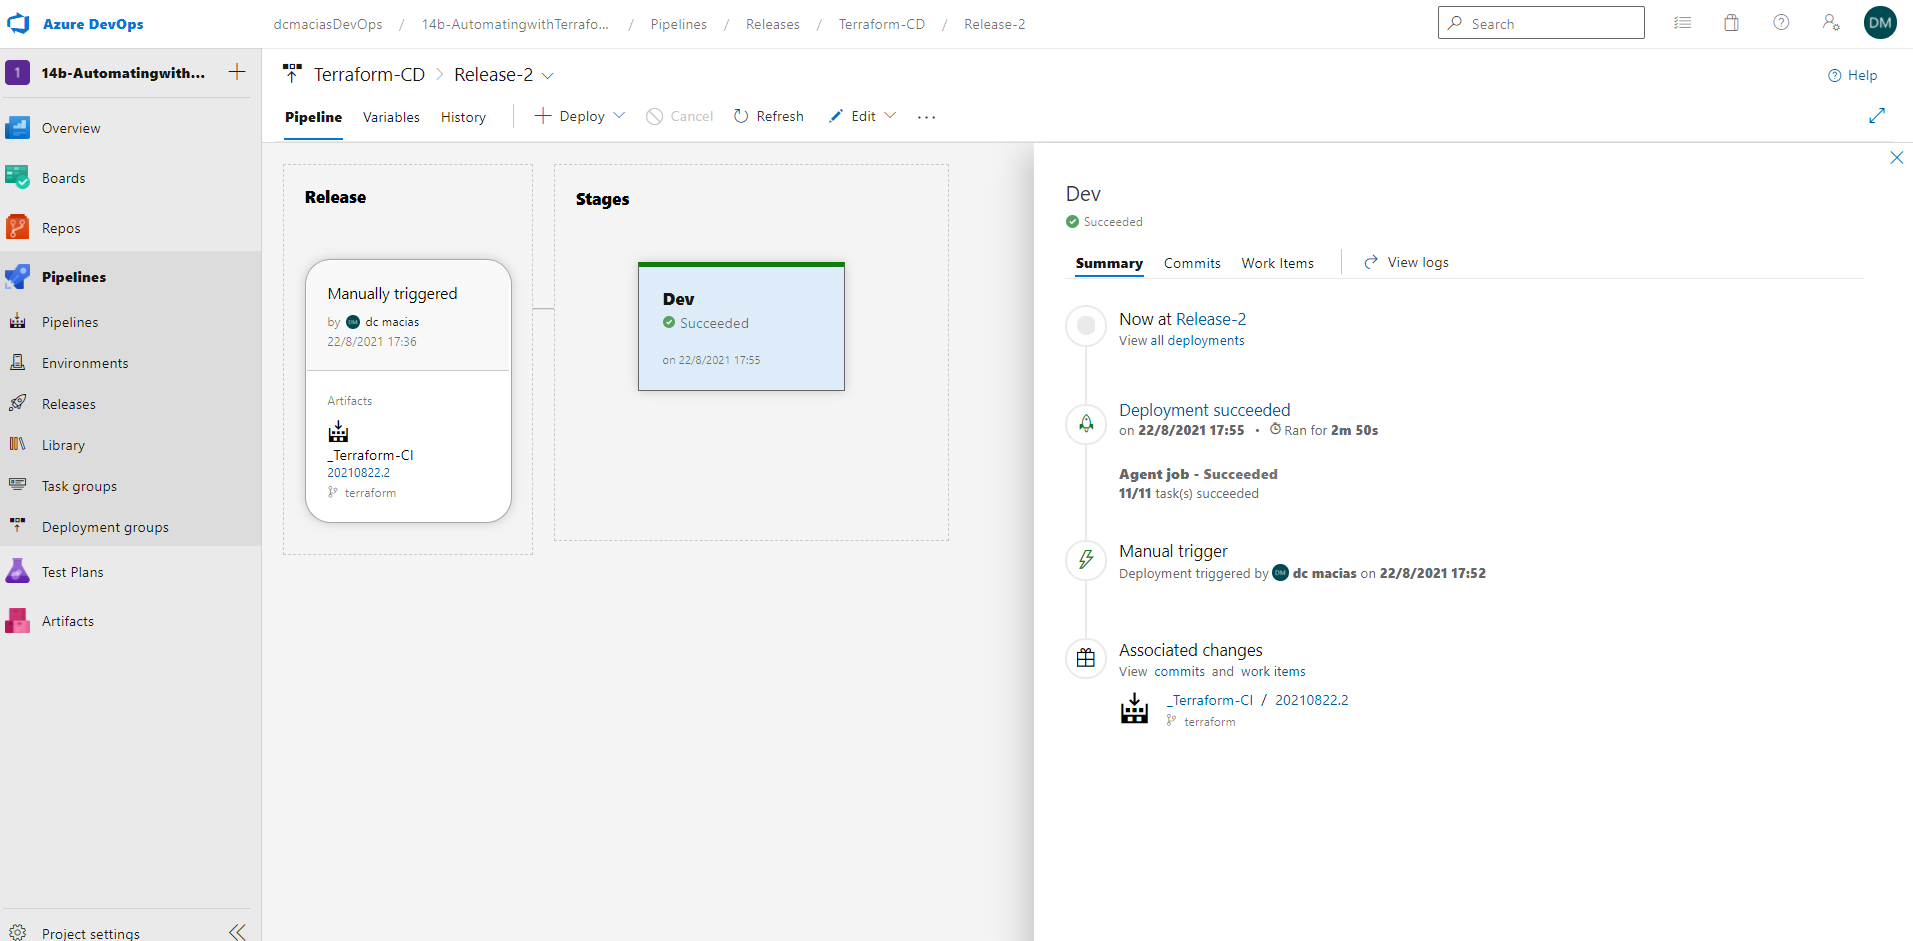 Azure DevOps
dcmaciasDevOps / 14b-AutomatingwithTerrafo... / Pipelines / Releases / Terraform-CD / Release-2
Search
DM
1
14b-Automatingwith...
Overview
Boards
Repos
Pipelines
Pipelines
Environments
Releases
Library
Task groups
Deployment groups
Test Plans
Artifacts
Project settings
Terraform-CD > Release-2
Help
Pipeline Variables History Deploy Cancel Refresh Edit ...
Release
Manually triggered
by DM dc macias
22/8/2021 17:36
Artifacts
_Terraform-CI
20210822.2
terraform
Stages
Dev
Succeeded
on 22/8/2021 17:55
Dev
Succeeded
Summary Commits Work Items View logs
Now at Release-2
View all deployments
Deployment succeeded
on 22/8/2021 17:55 • Ran for 2m 50s
Agent job - Succeeded
11/11 task(s) succeeded
Manual trigger
Deployment triggered by DM dc macias on 22/8/2021 17:52
Associated changes
View commits and work items
_Terraform-CI / 20210822.2
terraform